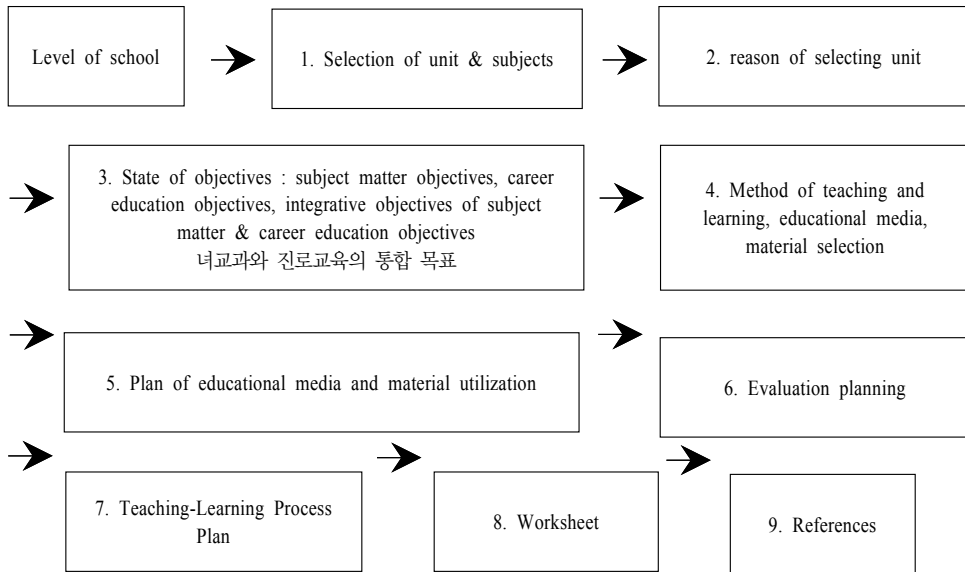 Level of school
1. Selection of unit & subjects
2. reason of selecting unit
3. State of objectives : subject matter objectives, career
education objectives, integrative objectives of subject
matter & career education objectives
녀교과와 진로교육의 통합 목표
4. Method of teaching and
learning, educational media,
material selection
5. Plan of educational media and material utilization
6. Evaluation planning
7. Teaching-Learning Process
Plan
8. Worksheet
9. References